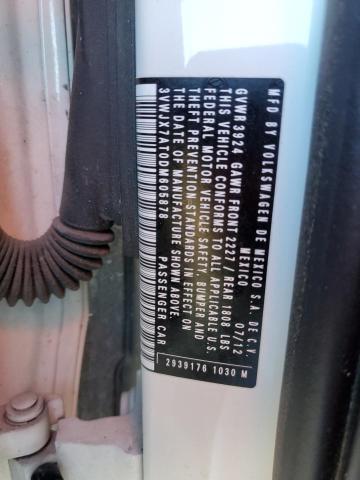 MFD BY VOLKSWAGEN DE MEXICO S.A. DE C.V.
MEXICO 07/12
GVWR 3924 GAWR FRONT 2227 / REAR 1808 LBS
THIS VEHICLE CONFORMS TO ALL APPLICABLE U.S.
FEDERAL MOTOR VEHICLE SAFETY, BUMPER AND
THEFT PREVENTION STANDARDS IN EFFECT ON
THE DATE OF MANUFACTURE SHOWN ABOVE.
3VWJX7AT0DM605878
PASSENGER CAR
2939176 1030 M